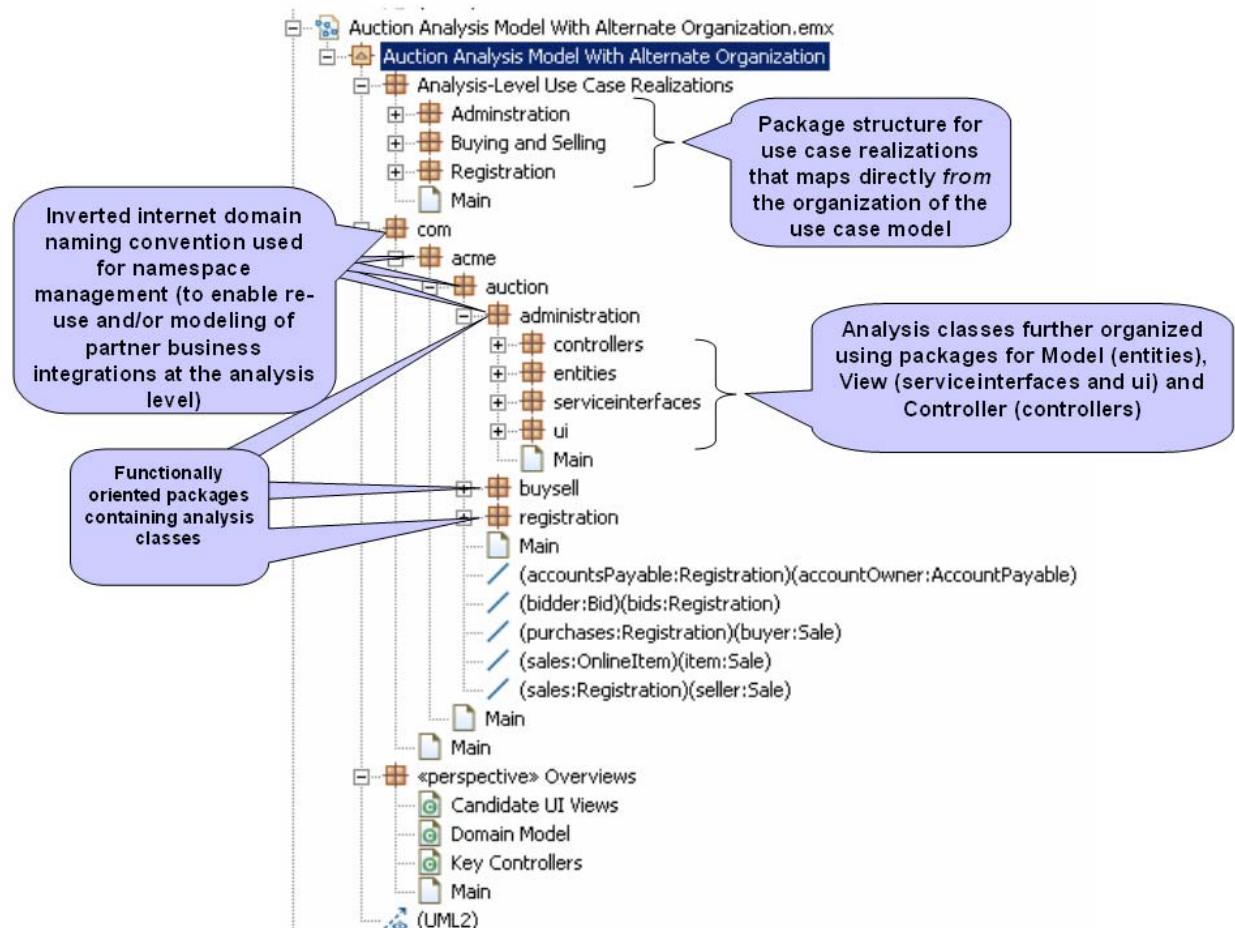 Auction Analysis Model With Alternate Organization.emx
Auction Analysis Model With Alternate Organization
Analysis-Level Use Case Realizations
Adminstration
Buying and Selling
Registration
Main
Package structure for
use case realizations
that maps directly from
the organization of the
use case model
Inverted internet domain
naming convention used
for namespace
management (to enable re-
use and/or modeling of
partner business
integrations at the analysis
level)
com
acme
auction
administration
controllers
entities
serviceinterfaces
ui
Main
Analysis classes further organized
using packages for Model (entities),
View (serviceinterfaces and ui) and
Controller (controllers)
Functionally
oriented packages
containing analysis
classes
buysell
registration
Main
(accountsPayable:Registration)(accountOwner:AccountPayable)
(bidder:Bid)(bids:Registration)
(purchases:Registration)(buyer:Sale)
(sales:OnlineItem)(item:Sale)
(sales:Registration)(seller:Sale)
Main
Main
«perspective» Overviews
Candidate UI Views
Domain Model
Key Controllers
Main
(UML2)